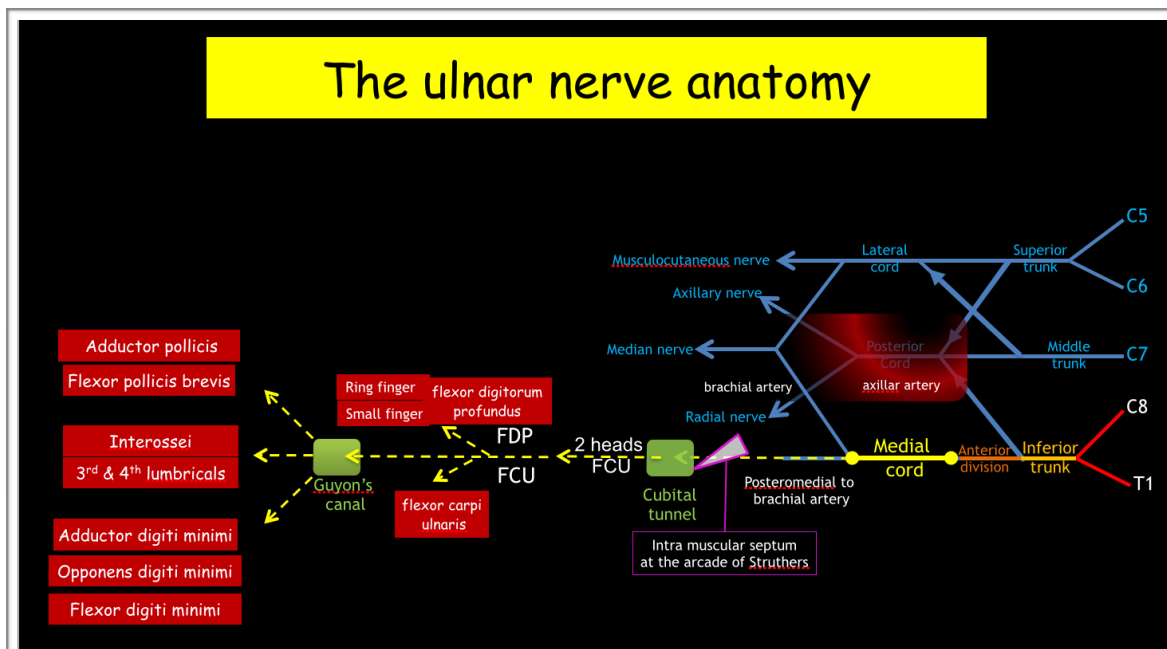 The ulnar nerve anatomy
C5
Musculocutaneous nerve
Lateral
cord
Superior
trunk
C6
Axillary nerve
Median nerve
Posterior
Cord
Middle
trunk
C7
brachial artery
axillar artery
Radial nerve
C8
Adductor pollicis
Flexor pollicis brevis
Ring finger
Small finger
flexor digitorum
profundus
FDP
FCU
2 heads
FCU
Medial
cord
Anterior
division
Inferior
trunk
T1
Interossei
3rd & 4th lumbricals
Guyon's
canal
flexor carpi
ulnaris
Cubital
tunnel
Posteromedial to
brachial artery
Intra muscular septum
at the arcade of Struthers
Adductor digiti minimi
Opponens digiti minimi
Flexor digiti minimi